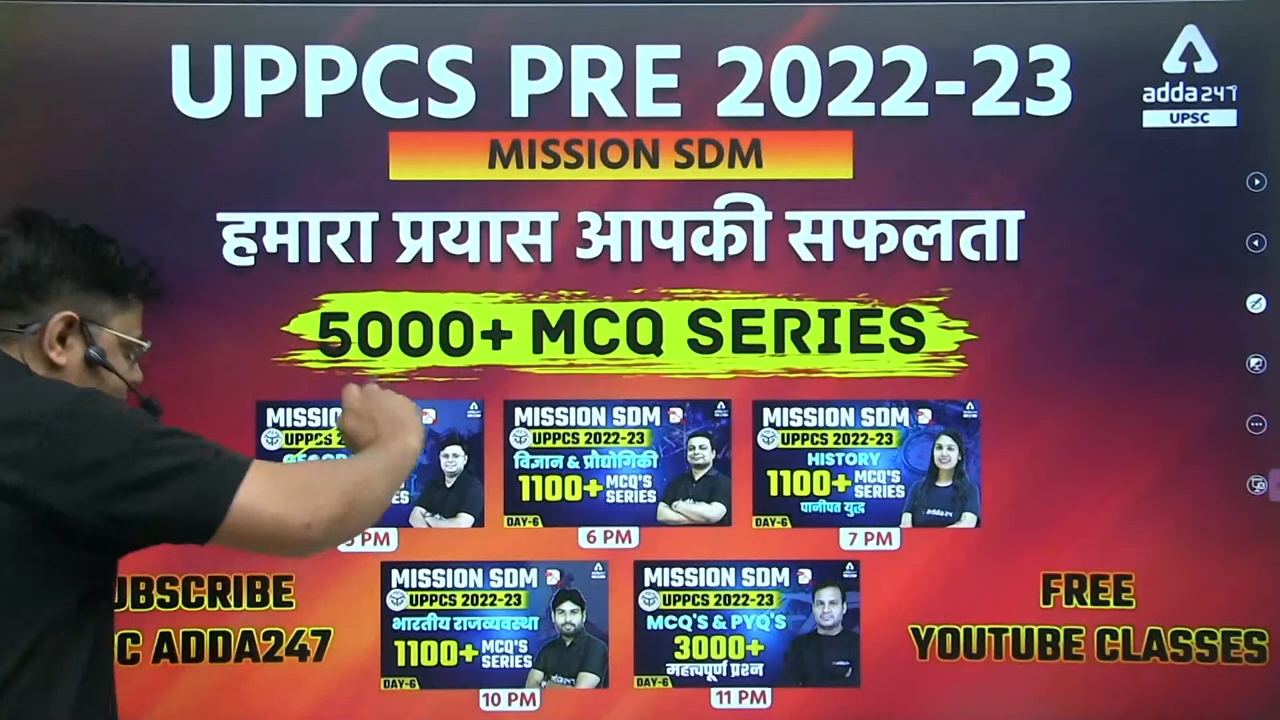 UPPCS PRE 2022-23
adda247
UPSC
MISSION SDM
हमारा प्रयास आपकी सफलता
5000+ MCQ SERIES
MISSION
UPPCS 2
PM
MISSION SDM
UPPCS 2022-23
विज्ञान & प्रौद्योगिकी
1100+ MCQ'S
SERIES
DAY-6
6 PM
MISSION SDM
UPPCS 2022-23
HISTORY
1100+ MCQ'S
SERIES
पानीपत युद्ध
DAY-6
7 PM
UBSCRIBE
C ADDA247
MISSION SDM
UPPCS 2022-23
भारतीय राजव्यवस्था
1100+ MCQ'S
SERIES
DAY-6
10 PM
MISSION SDM
UPPCS 2022-23
MCQ'S & PYQ'S
3000+
महत्त्वपूर्ण प्रश्न
DAY-6
11 PM
FREE
YOUTUBE CLASSES